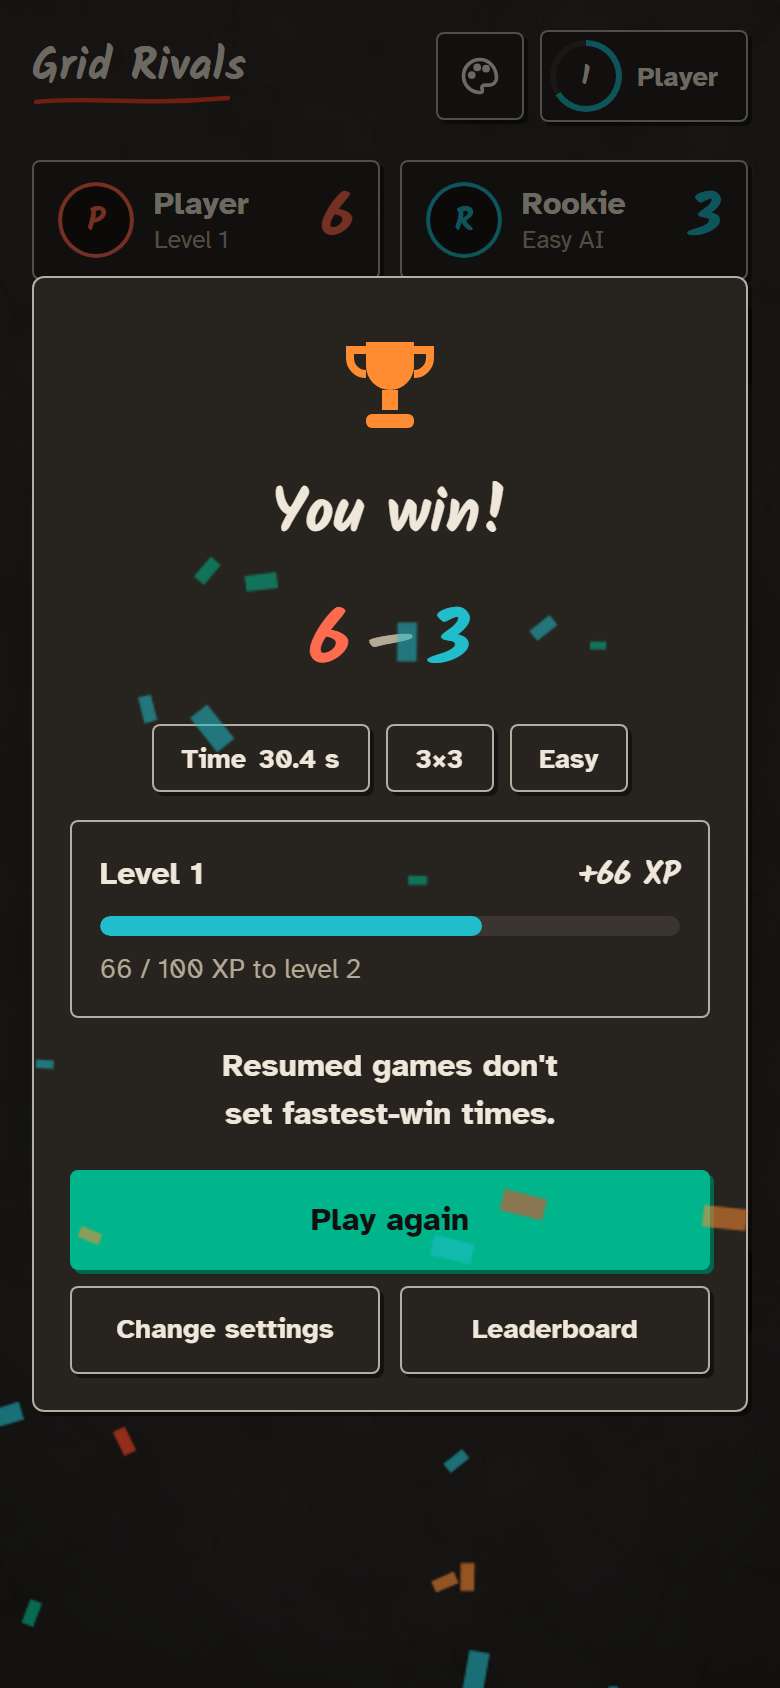 Grid Rivals
1 Player
P Player 6
Level 1
R Rookie 3
Easy AI
You win!
6 – 3
Time 30.4 s
3×3
Easy
Level 1 +66 XP
66 / 100 XP to level 2
Resumed games don't
set fastest-win times.
Play again
Change settings
Leaderboard